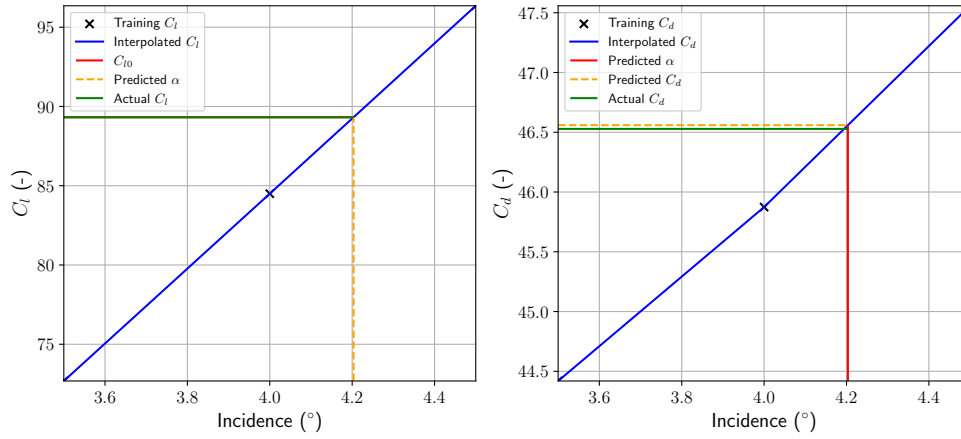 95
90
85
80
75
C_l (-)
3.6 3.8 4.0 4.2 4.4
Incidence (°)
Training C_l
Interpolated C_l
C_{l0}
Predicted α
Actual C_l
47.5
47.0
46.5
46.0
45.5
45.0
44.5
C_d (-)
3.6 3.8 4.0 4.2 4.4
Incidence (°)
Training C_d
Interpolated C_d
Predicted α
Predicted C_d
Actual C_d